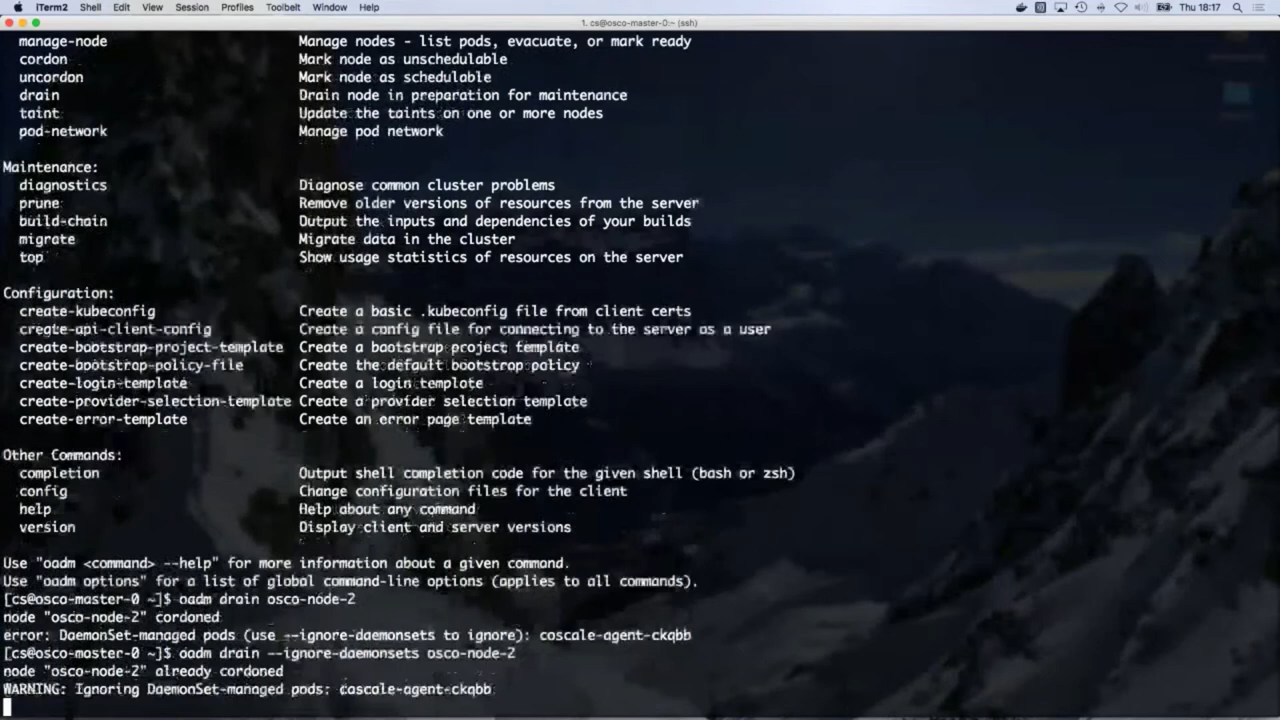 iTerm2 Shell Edit View Session Profiles Toolbelt Window Help Thu 18:17
1. cs@osco-master-0:~ (ssh)
manage-node Manage nodes - list pods, evacuate, or mark ready
cordon Mark node as unschedulable
uncordon Mark node as schedulable
drain Drain node in preparation for maintenance
taint Update the taints on one or more nodes
pod-network Manage pod network
Maintenance:
diagnostics Diagnose common cluster problems
prune Remove older versions of resources from the server
build-chain Output the inputs and dependencies of your builds
migrate Migrate data in the cluster
top Show usage statistics of resources on the server
Configuration:
create-kubeconfig Create a basic .kubeconfig file from client certs
create-api-client-config Create a config file for connecting to the server as a user
create-bootstrap-project-template Create a bootstrap project template
create-bootstrap-policy-file Create the default bootstrap policy
create-login-template Create a login template
create-provider-selection-template Create a provider selection template
create-error-template Create an error page template
Other Commands:
completion Output shell completion code for the given shell (bash or zsh)
config Change configuration files for the client
help Help about any command
version Display client and server versions
Use "oadm <command> --help" for more information about a given command.
Use "oadm options" for a list of global command-line options (applies to all commands).
[cs@osco-master-0 ~]$ oadm drain osco-node-2
node "osco-node-2" cordoned
error: DaemonSet-managed pods (use --ignore-daemonsets to ignore): coscale-agent-ckqbb
[cs@osco-master-0 ~]$ oadm drain --ignore-daemonsets osco-node-2
node "osco-node-2" already cordoned
WARNING: Ignoring DaemonSet-managed pods: coscale-agent-ckqbb